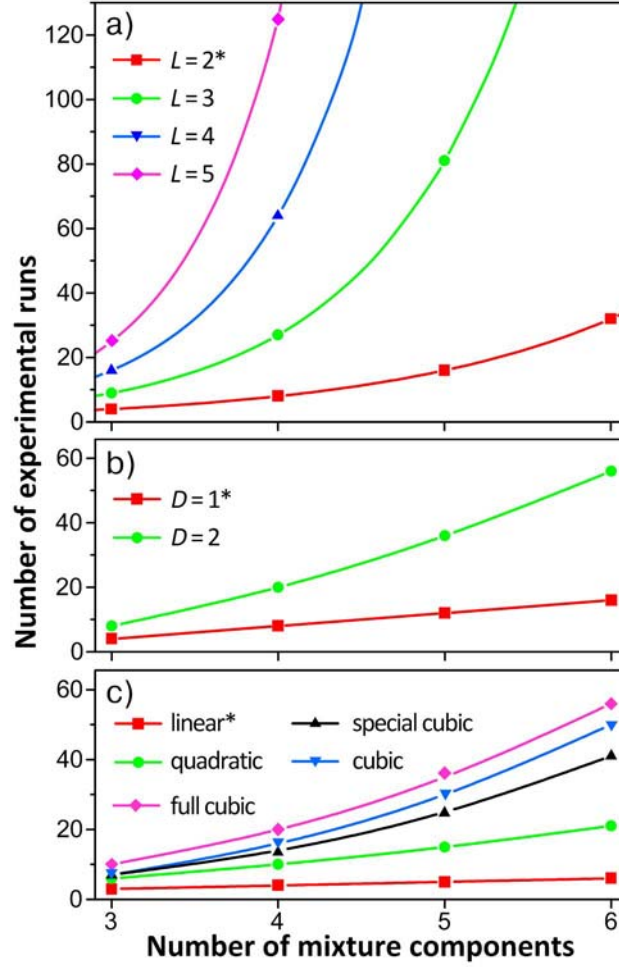 Number of experimental runs
a)
120
100
80
60
40
20
0
L = 2*
L = 3
L = 4
L = 5
b)
60
40
20
0
D = 1*
D = 2
c)
60
40
20
0
linear*
special cubic
quadratic
cubic
full cubic
3 4 5 6
Number of mixture components